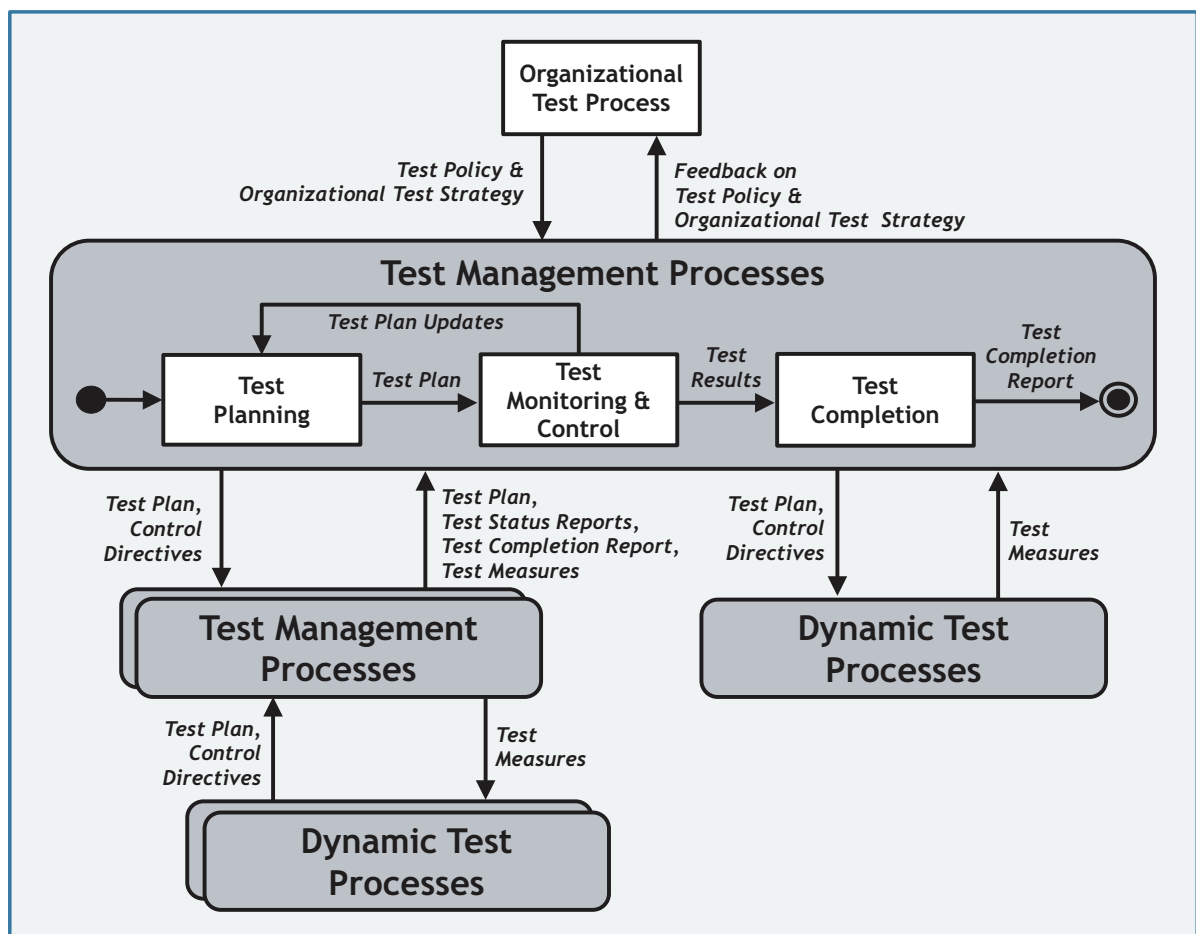 Organizational
Test Process
Test Policy &
Organizational Test Strategy
Feedback on
Test Policy &
Organizational Test Strategy
Test Management Processes
Test Plan Updates
Test
Planning
Test Plan
Test
Monitoring &
Control
Test
Results
Test
Completion
Test
Completion
Report
Test Plan,
Control
Directives
Test Plan,
Test Status Reports,
Test Completion Report,
Test Measures
Test Plan,
Control
Directives
Test
Measures
Test Management
Processes
Dynamic Test
Processes
Test Plan,
Control
Directives
Test
Measures
Dynamic Test
Processes